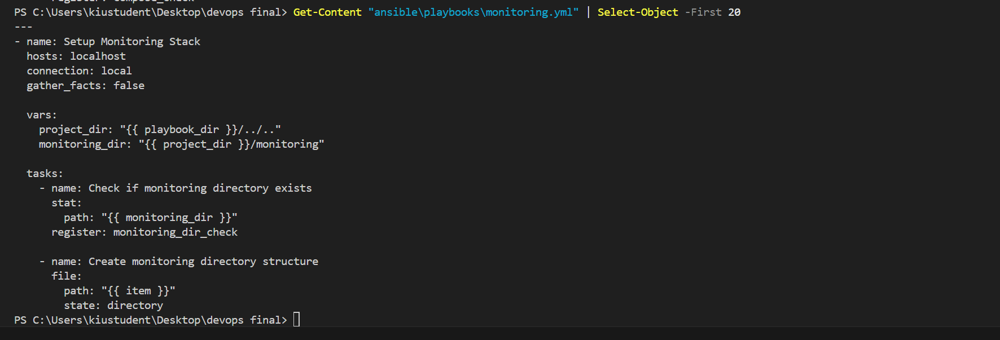 register: compose_check
PS C:\Users\kiustudent\Desktop\devops final> Get-Content "ansible\playbooks\monitoring.yml" | Select-Object -First 20
---
- name: Setup Monitoring Stack
  hosts: localhost
  connection: local
  gather_facts: false

  vars:
    project_dir: "{{ playbook_dir }}/../.."
    monitoring_dir: "{{ project_dir }}/monitoring"

  tasks:
    - name: Check if monitoring directory exists
      stat:
        path: "{{ monitoring_dir }}"
      register: monitoring_dir_check

    - name: Create monitoring directory structure
      file:
        path: "{{ item }}"
        state: directory
PS C:\Users\kiustudent\Desktop\devops final>